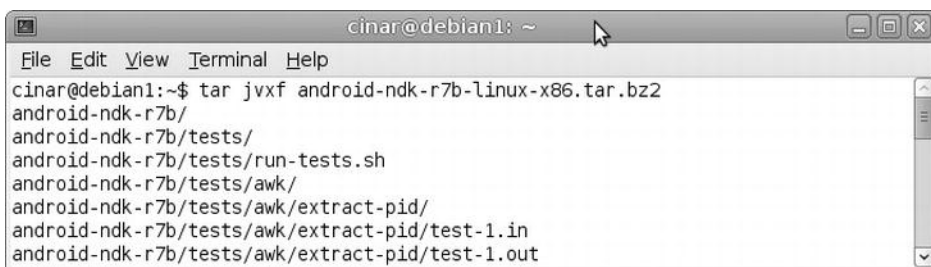 cinar@debian1: ~
File Edit View Terminal Help
cinar@debian1:~$ tar jvxf android-ndk-r7b-linux-x86.tar.bz2
android-ndk-r7b/
android-ndk-r7b/tests/
android-ndk-r7b/tests/run-tests.sh
android-ndk-r7b/tests/awk/
android-ndk-r7b/tests/awk/extract-pid/
android-ndk-r7b/tests/awk/extract-pid/test-1.in
android-ndk-r7b/tests/awk/extract-pid/test-1.out